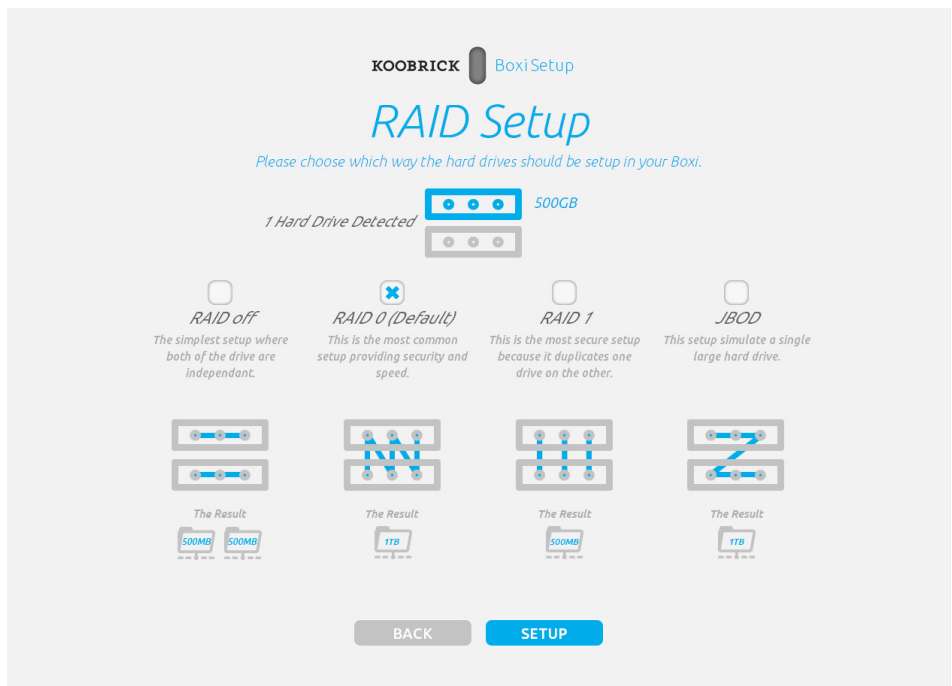 KOOBRICK Boxi Setup
RAID Setup
Please choose which way the hard drives should be setup in your Boxi.
500GB
1 Hard Drive Detected
RAID off
The simplest setup where
both of the drive are
independant.
RAID 0 (Default)
This is the most common
setup providing security and
speed.
RAID 1
This is the most secure setup
because it duplicates one
drive on the other.
JBOD
This setup simulate a single
large hard drive.
The Result
500MB 500MB
The Result
1TB
The Result
500MB
The Result
1TB
BACK
SETUP